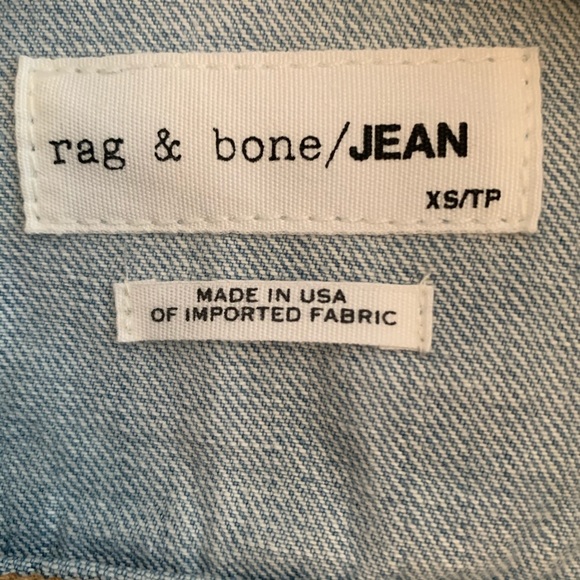 rag & bone/JEAN
XS/TP
MADE IN USA
OF IMPORTED FABRIC